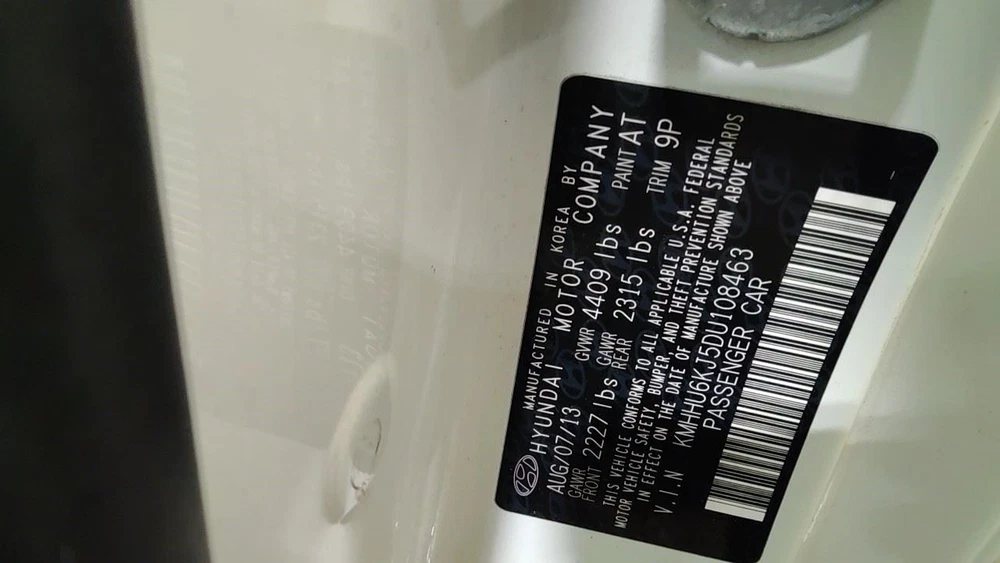 MANUFACTURED IN KOREA BY
HYUNDAI MOTOR COMPANY
AUG/07/13 GVWR 4409 lbs PAINT AT
GAWR FRONT 2227 lbs GAWR REAR 2315 lbs TRIM 9P
THIS VEHICLE CONFORMS TO ALL APPLICABLE U.S.A. FEDERAL
MOTOR VEHICLE SAFETY, BUMPER, AND THEFT PREVENTION STANDARDS
IN EFFECT ON THE DATE OF MANUFACTURE SHOWN ABOVE
V.I.N KMHHU6KJ5DU108463
PASSENGER CAR